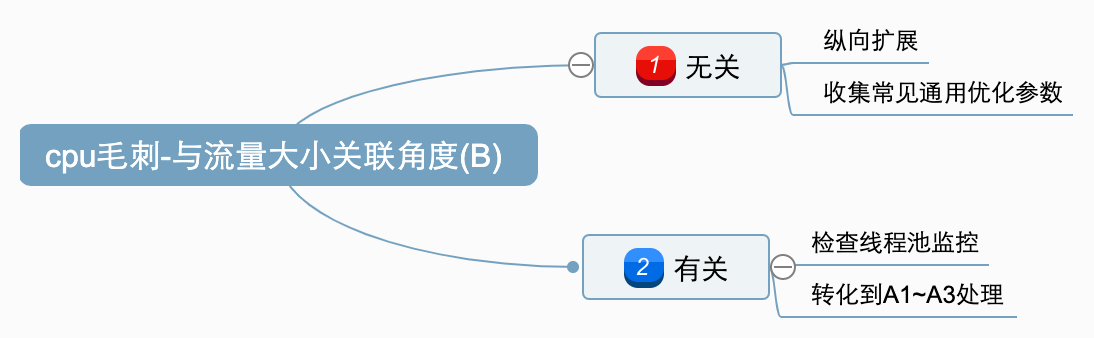 cpu毛刺-与流量大小关联角度(B)
1 无关
纵向扩展
收集常见通用优化参数
2 有关
检查线程池监控
转化到A1~A3处理